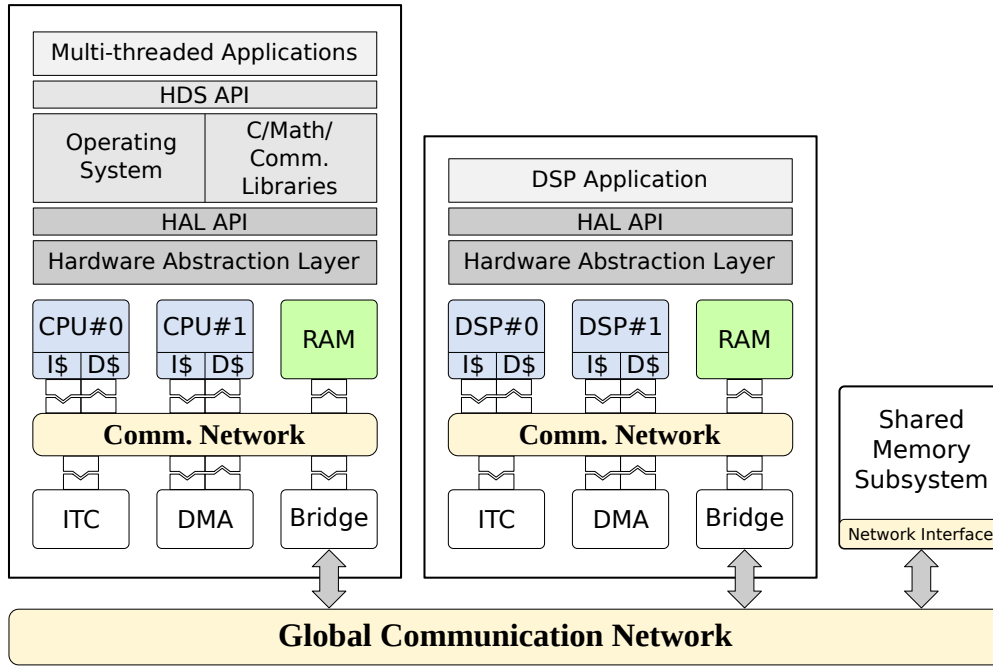 Multi-threaded Applications
HDS API
Operating
System
C/Math/
Comm.
Libraries
HAL API
Hardware Abstraction Layer
CPU#0
I$ D$
CPU#1
I$ D$
RAM
Comm. Network
ITC
DMA
Bridge
DSP Application
HAL API
Hardware Abstraction Layer
DSP#0
I$ D$
DSP#1
I$ D$
RAM
Comm. Network
ITC
DMA
Bridge
Shared
Memory
Subsystem
Network Interface
Global Communication Network